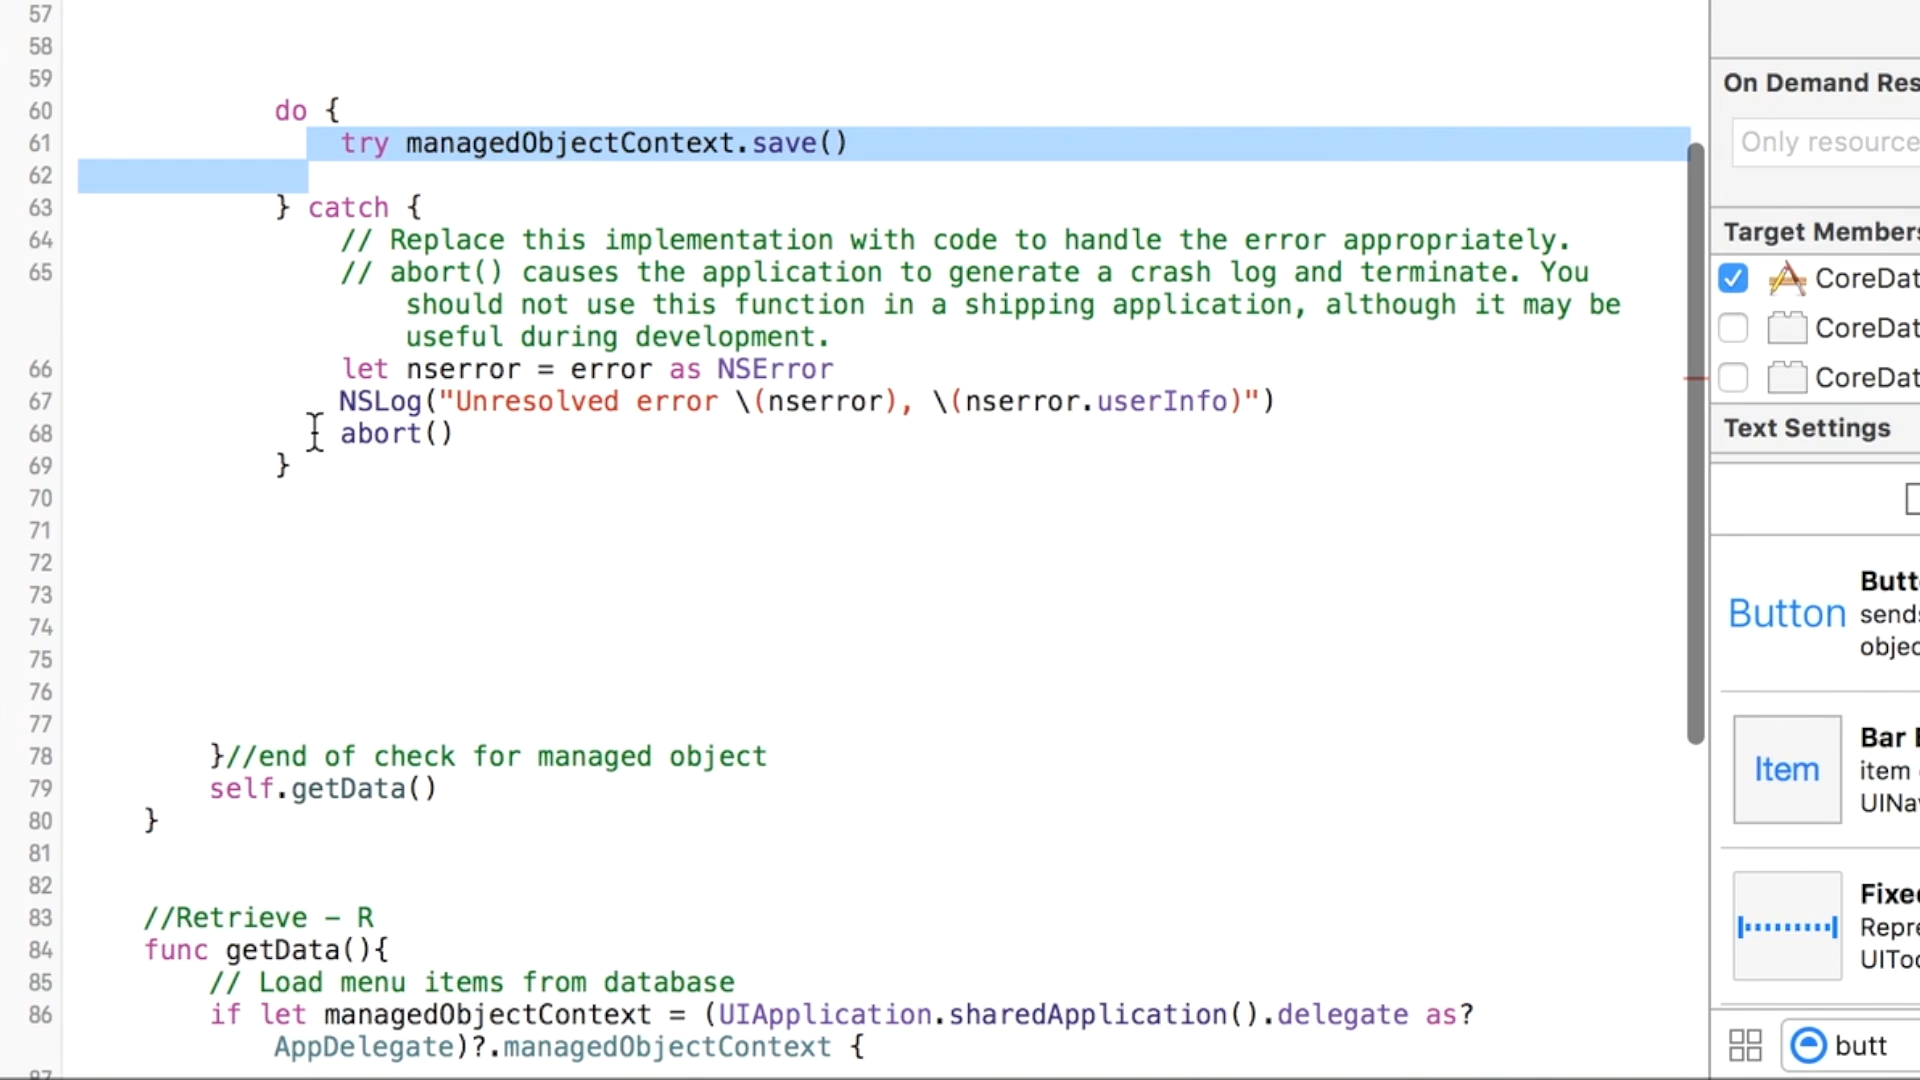 57
58
59
60 do {
61 try managedObjectContext.save()
62
63 } catch {
64 // Replace this implementation with code to handle the error appropriately.
65 // abort() causes the application to generate a crash log and terminate. You
should not use this function in a shipping application, although it may be
useful during development.
66 let nserror = error as NSError
67 NSLog("Unresolved error \(nserror), \(nserror.userInfo)")
68 abort()
69 }
70
71
72
73
74
75
76
77
78 }//end of check for managed object
79 self.getData()
80 }
81
82
83 //Retrieve - R
84 func getData(){
85 // Load menu items from database
86 if let managedObjectContext = (UIApplication.sharedApplication().delegate as?
AppDelegate)?.managedObjectContext {
On Demand Res
Only resource
Target Members
CoreDat
CoreDat
CoreDat
Text Settings
Button
Butt
sends
objec
Item
Bar
item
UINav
Fixed
Repre
UIToo
butt